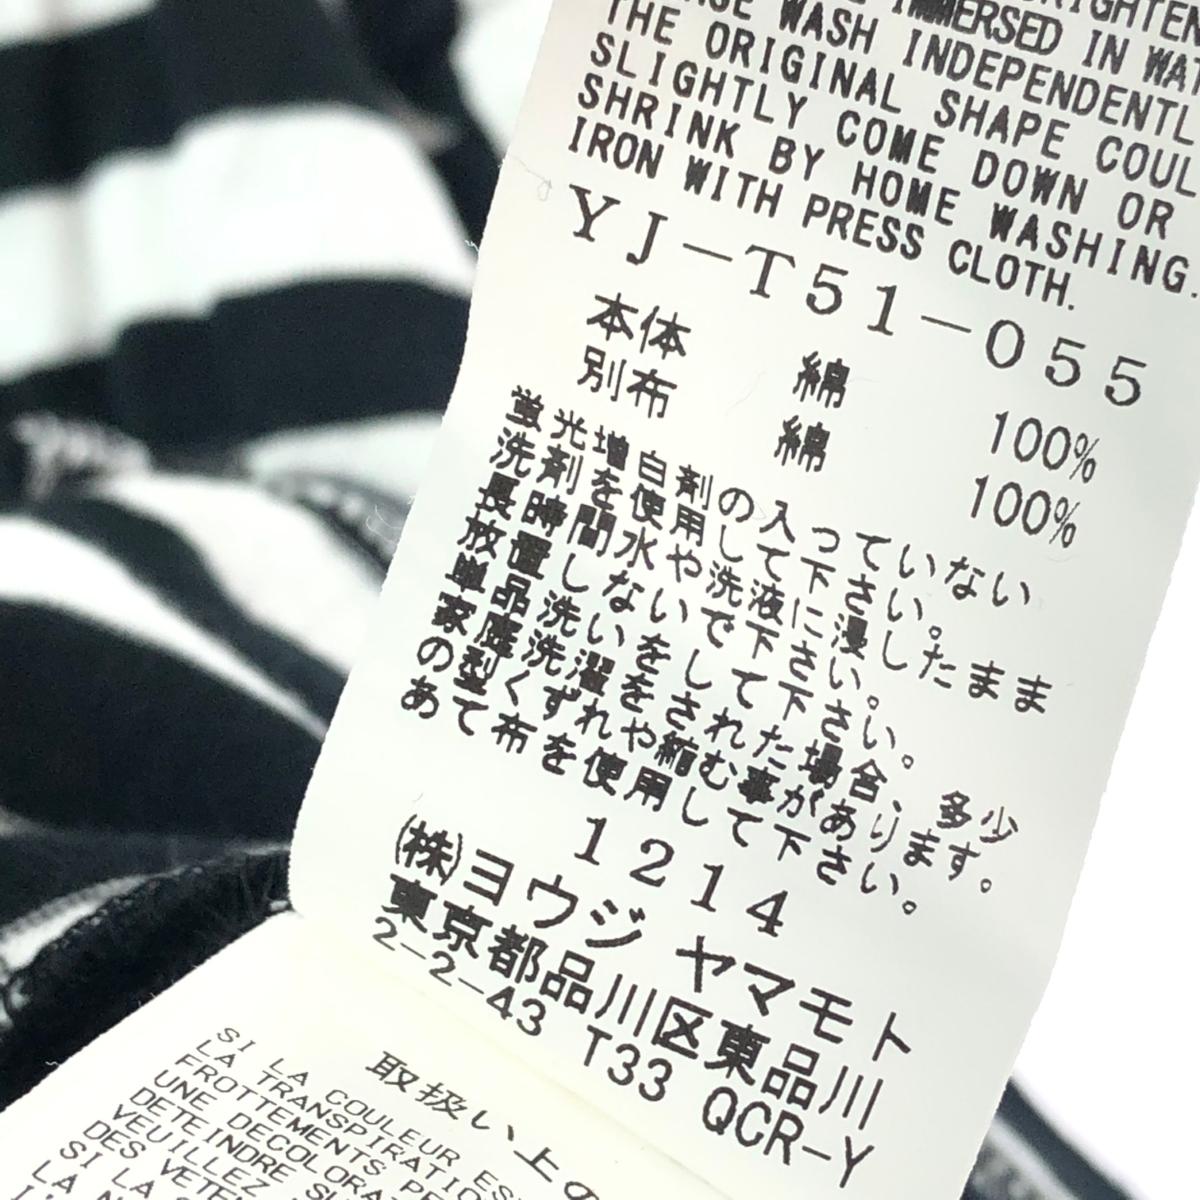 IMMERSED IN
WASH INDEPENDENTL
THE ORIGINAL SHAPE COUL
SLIGHTLY COME DOWN OR
SHRINK BY HOME WASHING.
IRON WITH PRESS CLOTH.
YJ-T51-055
本体 綿 100%
別布 綿 100%
蛍光増白剤の入っていない
洗剤を使用して下さい。
長時間水や洗液に浸したまま
放置しないで下さい。
単品洗いをして下さい。
家庭洗濯をされた場合、多少
の型くずれや縮む事があります。
あて布を使用して下さい。
1214
(株)ヨウジ ヤマモト
東京都品川区東品川
2-2-43 T33 QCR-Y
取扱い上の
SI LA COULEUR
LA TRANSPIRATI
FROTTEMENTS
UNE DECOLORA
DETEINDRE
VEUILLEZ
DES
SI LA
LA